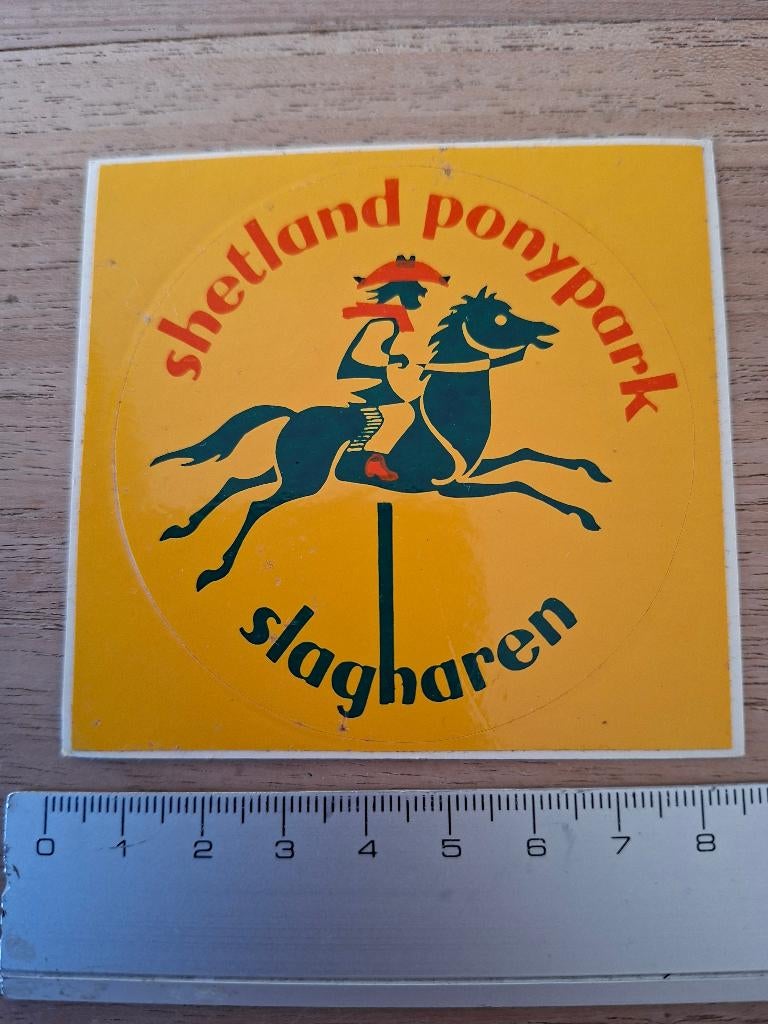 shetland ponypark
slagharen
0 1 2 3 4 5 6 7 8